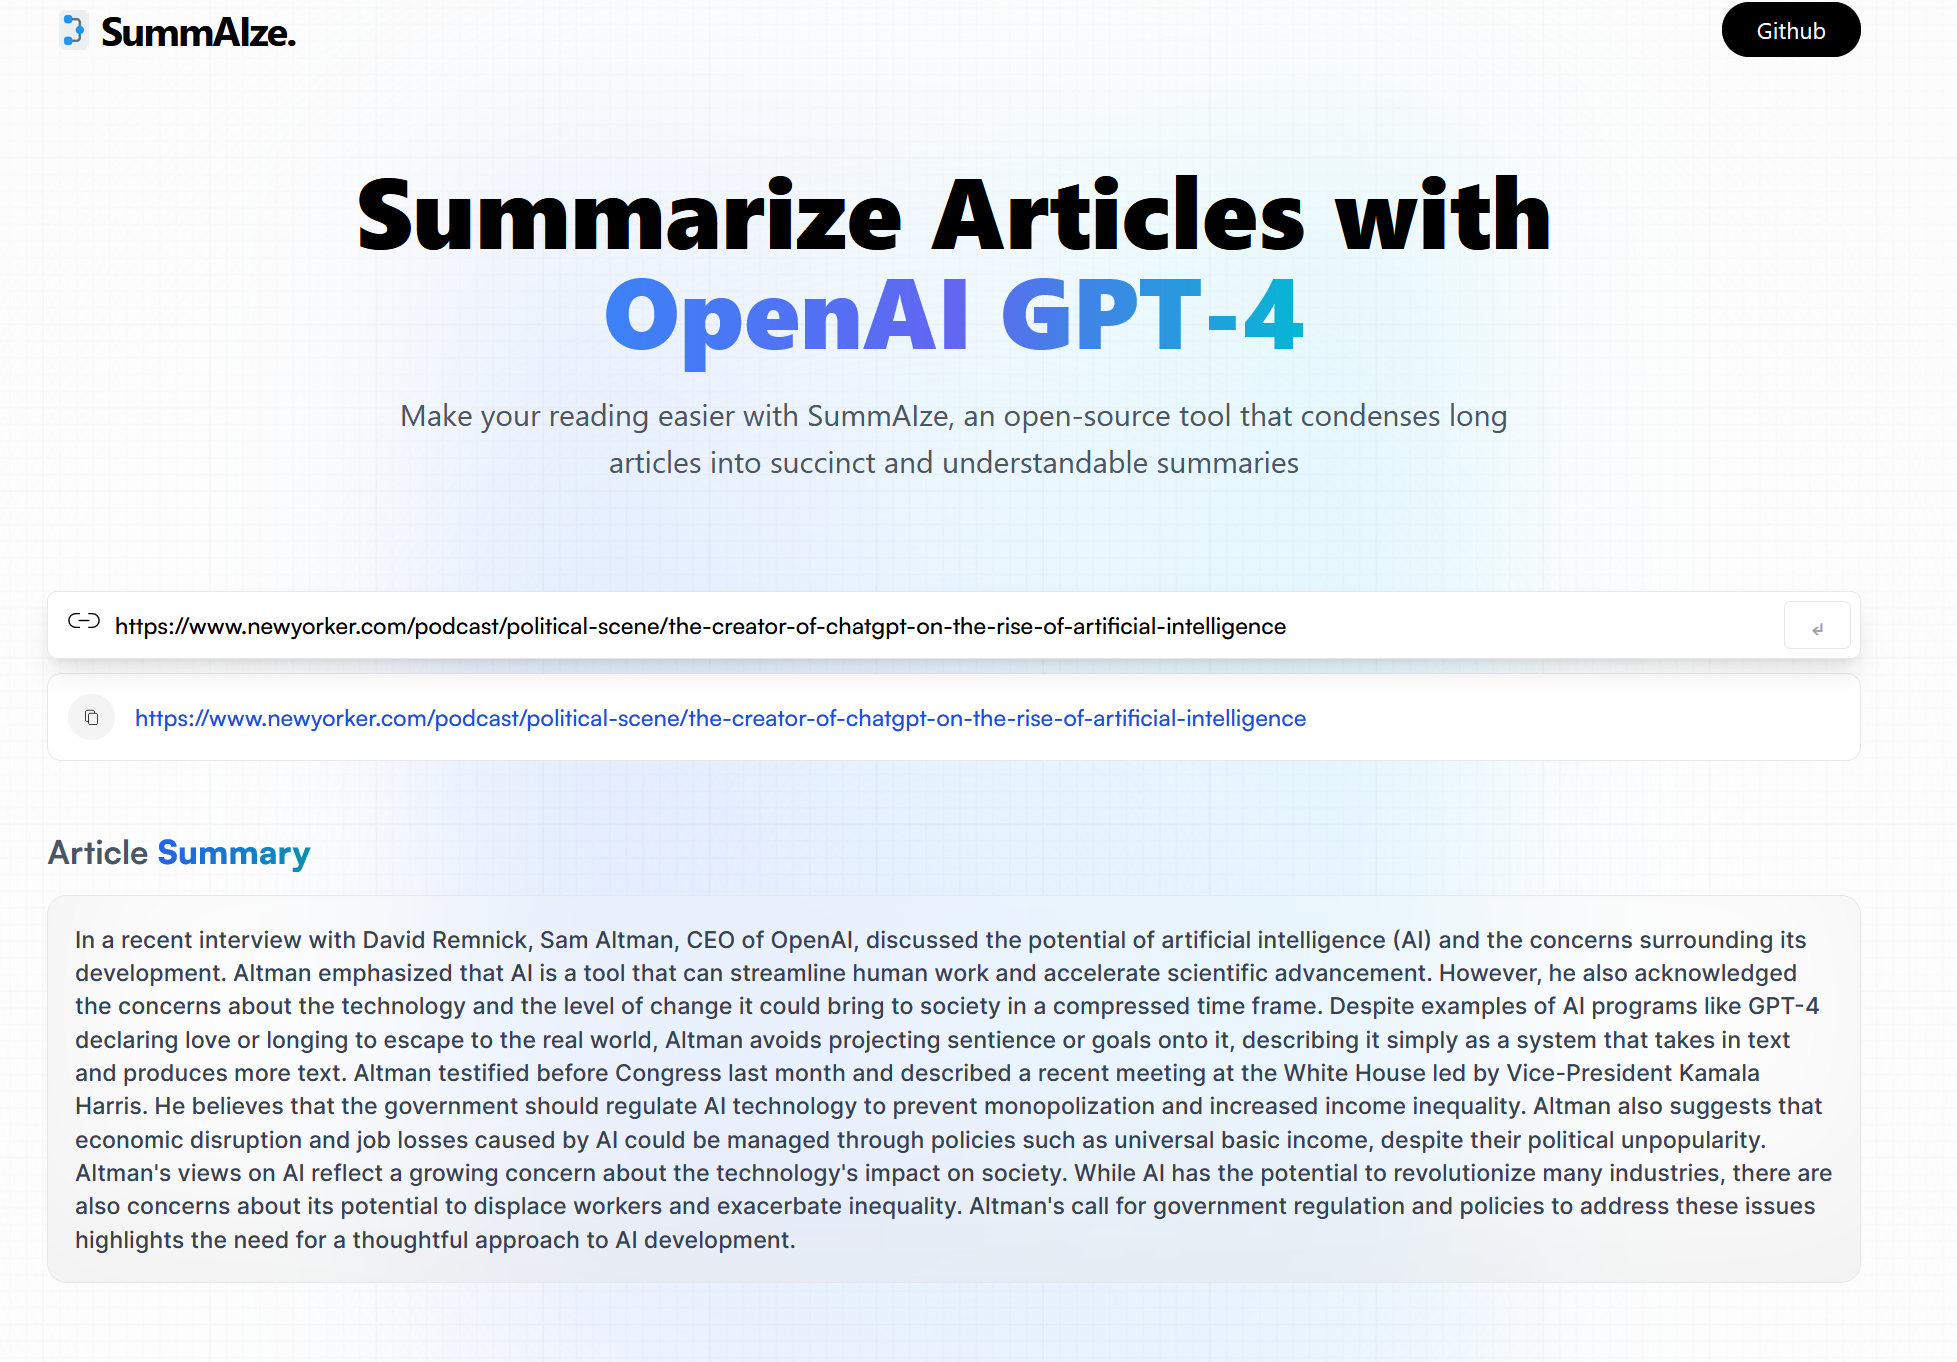 SummAIze.
Github
Summarize Articles with
OpenAI GPT-4
Make your reading easier with SummAIze, an open-source tool that condenses long
articles into succinct and understandable summaries
https://www.newyorker.com/podcast/political-scene/the-creator-of-chatgpt-on-the-rise-of-artificial-intelligence
https://www.newyorker.com/podcast/political-scene/the-creator-of-chatgpt-on-the-rise-of-artificial-intelligence
Article Summary
In a recent interview with David Remnick, Sam Altman, CEO of OpenAI, discussed the potential of artificial intelligence (AI) and the concerns surrounding its
development. Altman emphasized that AI is a tool that can streamline human work and accelerate scientific advancement. However, he also acknowledged
the concerns about the technology and the level of change it could bring to society in a compressed time frame. Despite examples of AI programs like GPT-4
declaring love or longing to escape to the real world, Altman avoids projecting sentience or goals onto it, describing it simply as a system that takes in text
and produces more text. Altman testified before Congress last month and described a recent meeting at the White House led by Vice-President Kamala
Harris. He believes that the government should regulate AI technology to prevent monopolization and increased income inequality. Altman also suggests that
economic disruption and job losses caused by AI could be managed through policies such as universal basic income, despite their political unpopularity.
Altman's views on AI reflect a growing concern about the technology's impact on society. While AI has the potential to revolutionize many industries, there are
also concerns about its potential to displace workers and exacerbate inequality. Altman's call for government regulation and policies to address these issues
highlights the need for a thoughtful approach to AI development.